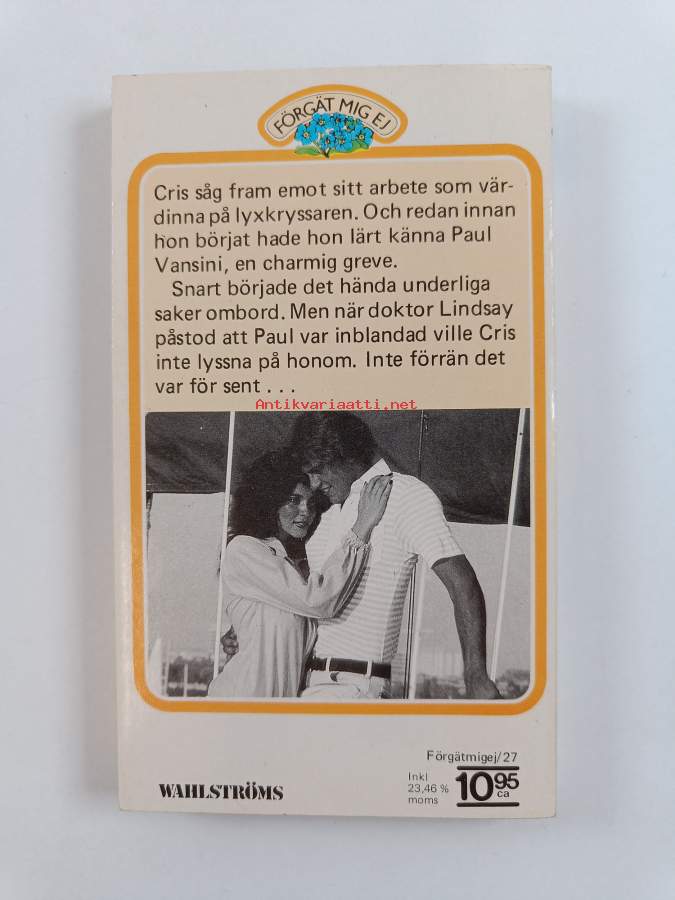 FÖRGÄT MIG EJ
Cris såg fram emot sitt arbete som vär-
dinna på lyxkryssaren. Och redan innan
hon börjat hade hon lärt känna Paul
Vansini, en charmig greve.
Snart började det hända underliga
saker ombord. Men när doktor Lindsay
påstod att Paul var inblandad ville Cris
inte lyssna på honom. Inte förrän det
var för sent . . .
Antikvariaatti.net
Förgätmigej/27
WAHLSTRÖMS
Inkl
23,46 %
moms
10 95
ca